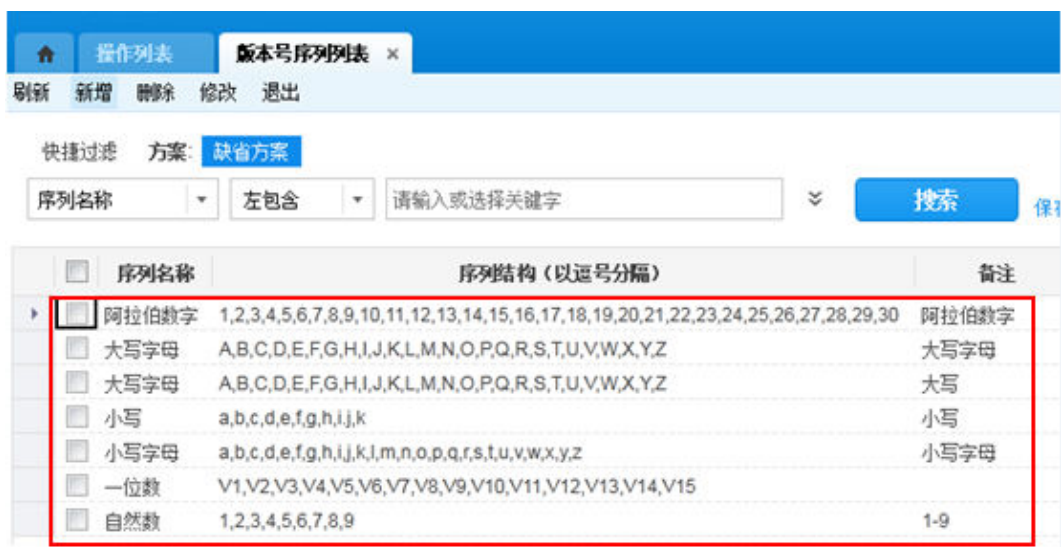 操作列表 版本号序列列表 ×
刷新 新增 删除 修改 退出
快捷过滤 方案: 缺省方案
序列名称 左包含 请输入或选择关键字 搜索
序列名称 序列结构（以逗号分隔） 备注
阿拉伯数字 1,2,3,4,5,6,7,8,9,10,11,12,13,14,15,16,17,18,19,20,21,22,23,24,25,26,27,28,29,30 阿拉伯数字
大写字母 A,B,C,D,E,F,G,H,I,J,K,L,M,N,O,P,Q,R,S,T,U,V,W,X,Y,Z 大写字母
大写字母 A,B,C,D,E,F,G,H,I,J,K,L,M,N,O,P,Q,R,S,T,U,V,W,X,Y,Z 大写
小写 a,b,c,d,e,f,g,h,i,j,k 小写
小写字母 a,b,c,d,e,f,g,h,i,j,k,l,m,n,o,p,q,r,s,t,u,v,w,x,y,z 小写字母
一位数 V1,V2,V3,V4,V5,V6,V7,V8,V9,V10,V11,V12,V13,V14,V15
自然数 1,2,3,4,5,6,7,8,9 1-9